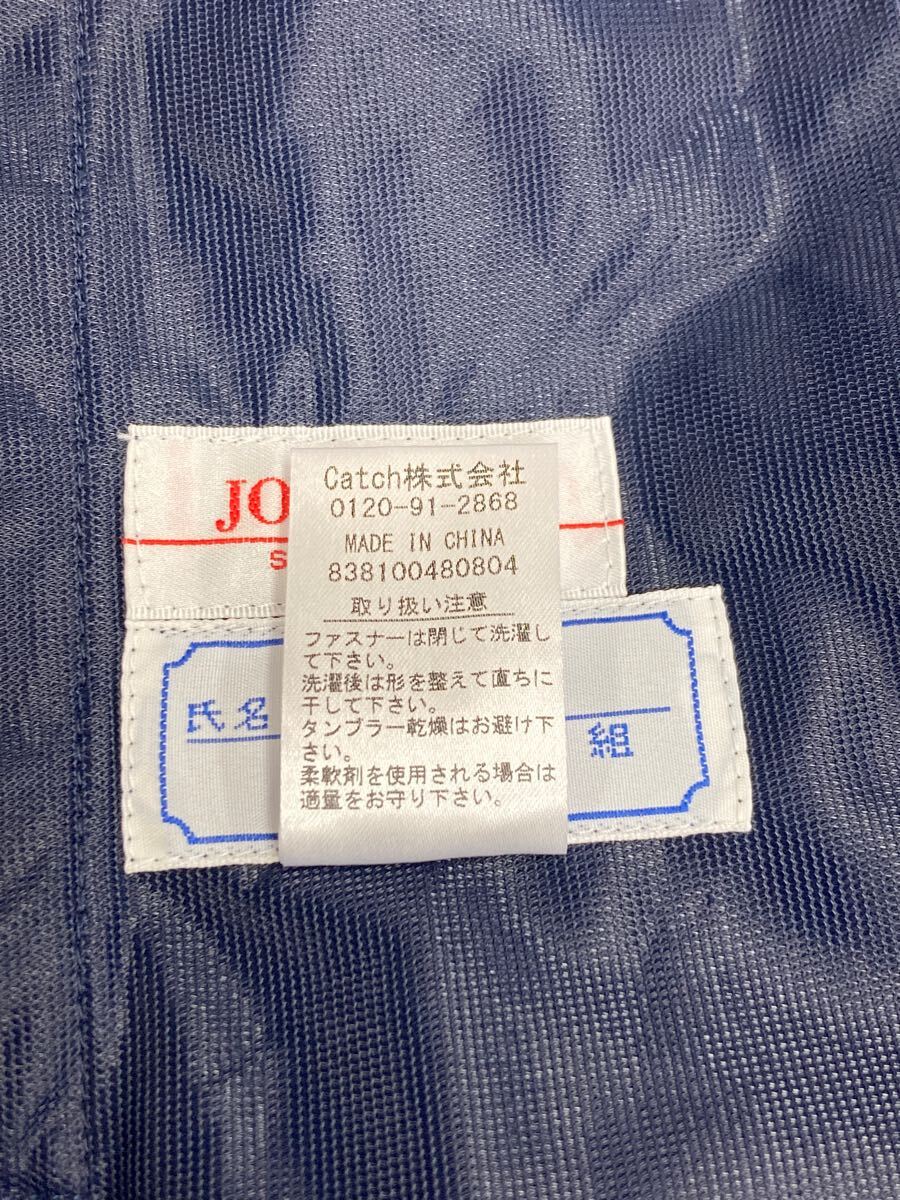 JO
S
Catch株式会社
0120-91-2868
MADE IN CHINA
838100480804
取り扱い注意
ファスナーは閉じて洗濯し
て下さい。
洗濯後は形を整えて直ちに
干して下さい。
タンブラー乾燥はお避け下
さい。
柔軟剤を使用される場合は
適量をお守り下さい。
氏名
組